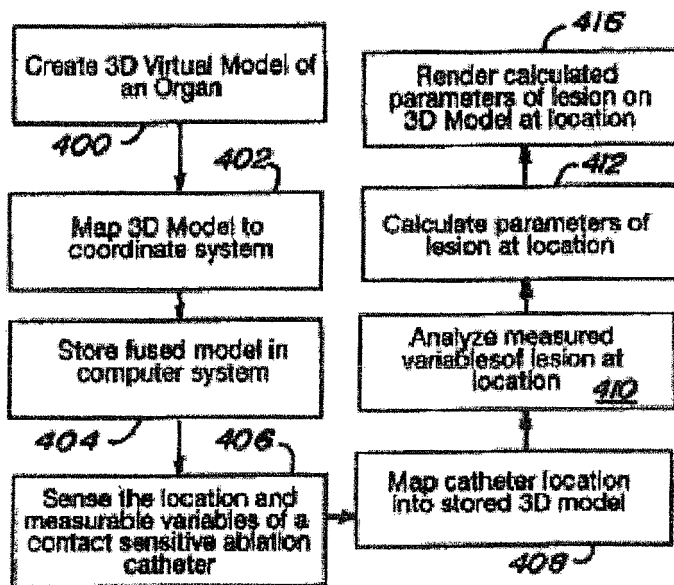 Create 3D Virtual Model of
an Organ
400
402
Map 3D Model to
coordinate system
Store fused model in
computer system
404
406
Sense the location and
measurable variables of a
contact sensitive ablation
catheter
Map catheter location
into stored 3D model
408
Analyze measured
variablesof lesion at
location
410
412
Calculate parameters of
lesion at location
416
Render calculated
parameters of lesion on
3D Model at location